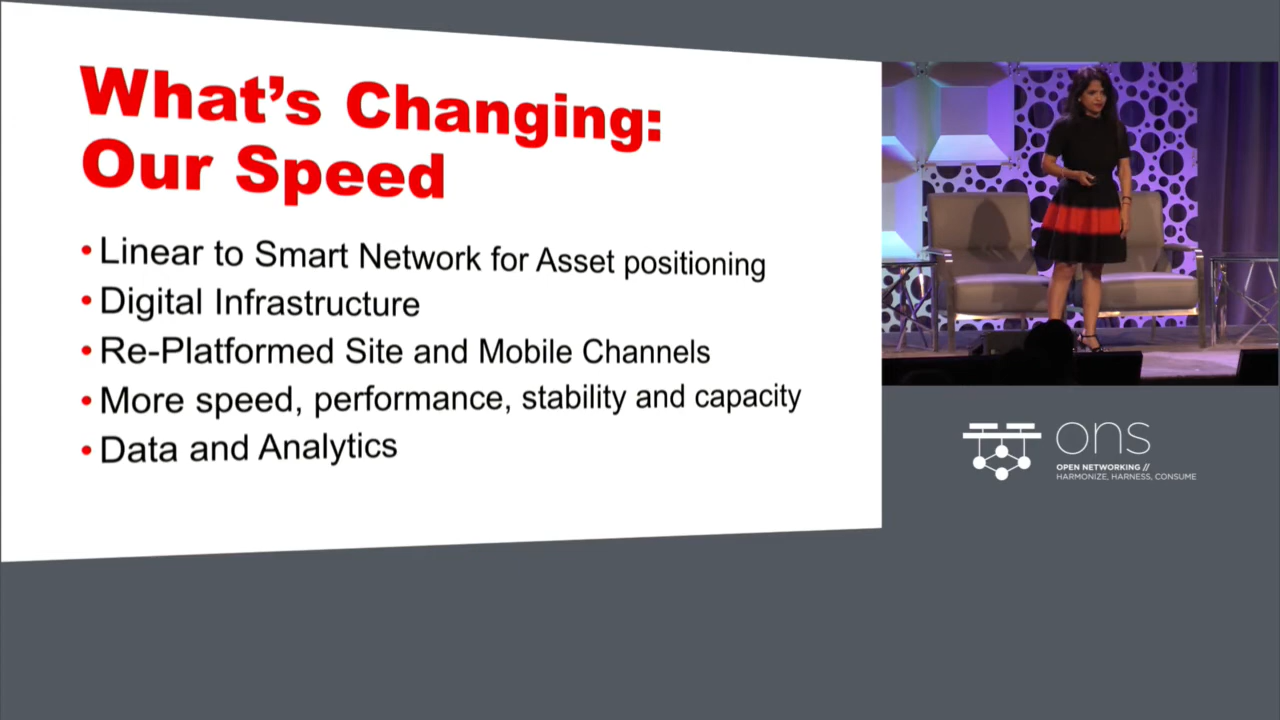 What's Changing:
Our Speed
• Linear to Smart Network for Asset positioning
• Digital Infrastructure
• Re-Platformed Site and Mobile Channels
• More speed, performance, stability and capacity
• Data and Analytics
ons
OPEN NETWORKING //
HARMONIZE, HARNESS, CONSUME